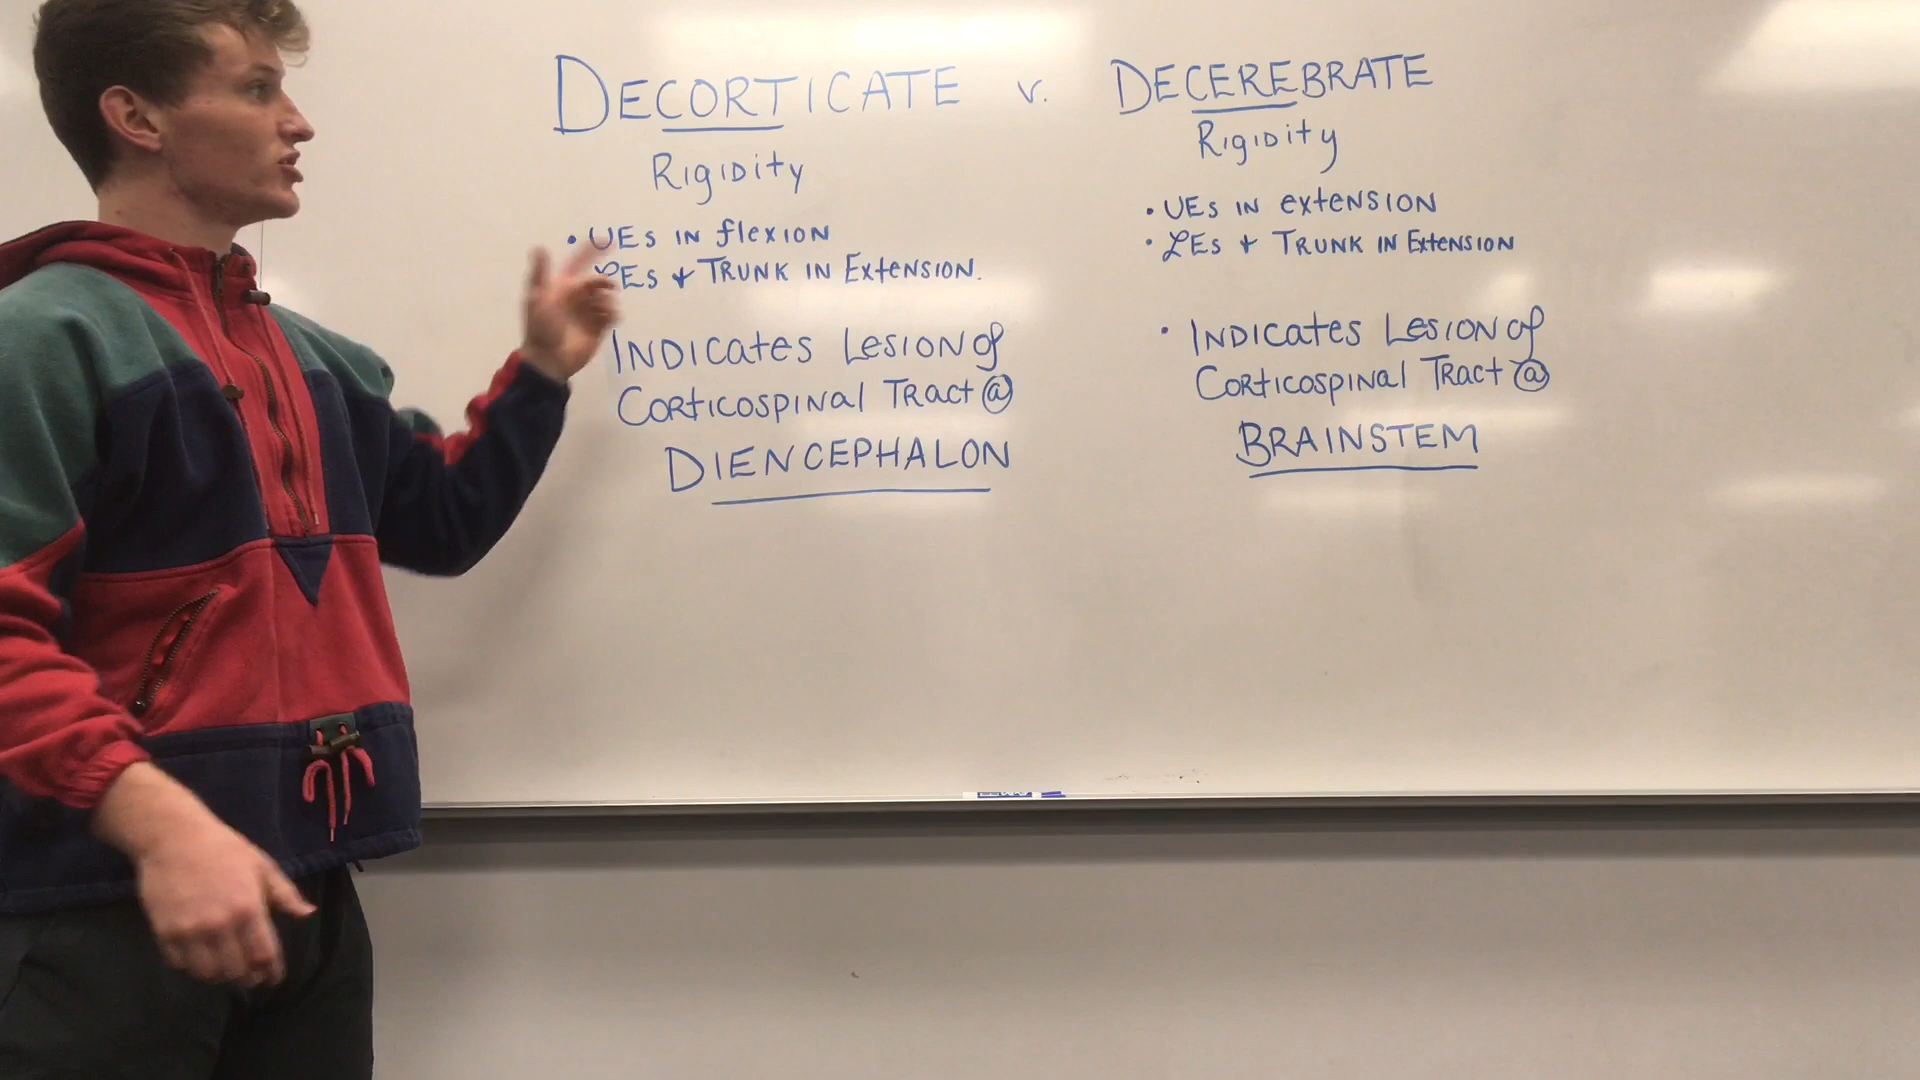 DECORTICATE v. DECEREBRATE
Rigidity
• UEs IN flexion
LEs + TRUNK IN Extension.
INDICates Lesion of
Corticospinal Tract @
DIENCEPHALON
Rigidity
• UEs IN extension
• LEs + TRUNK IN Extension
• INDICates Lesion of
Corticospinal Tract @
BRAINSTEM